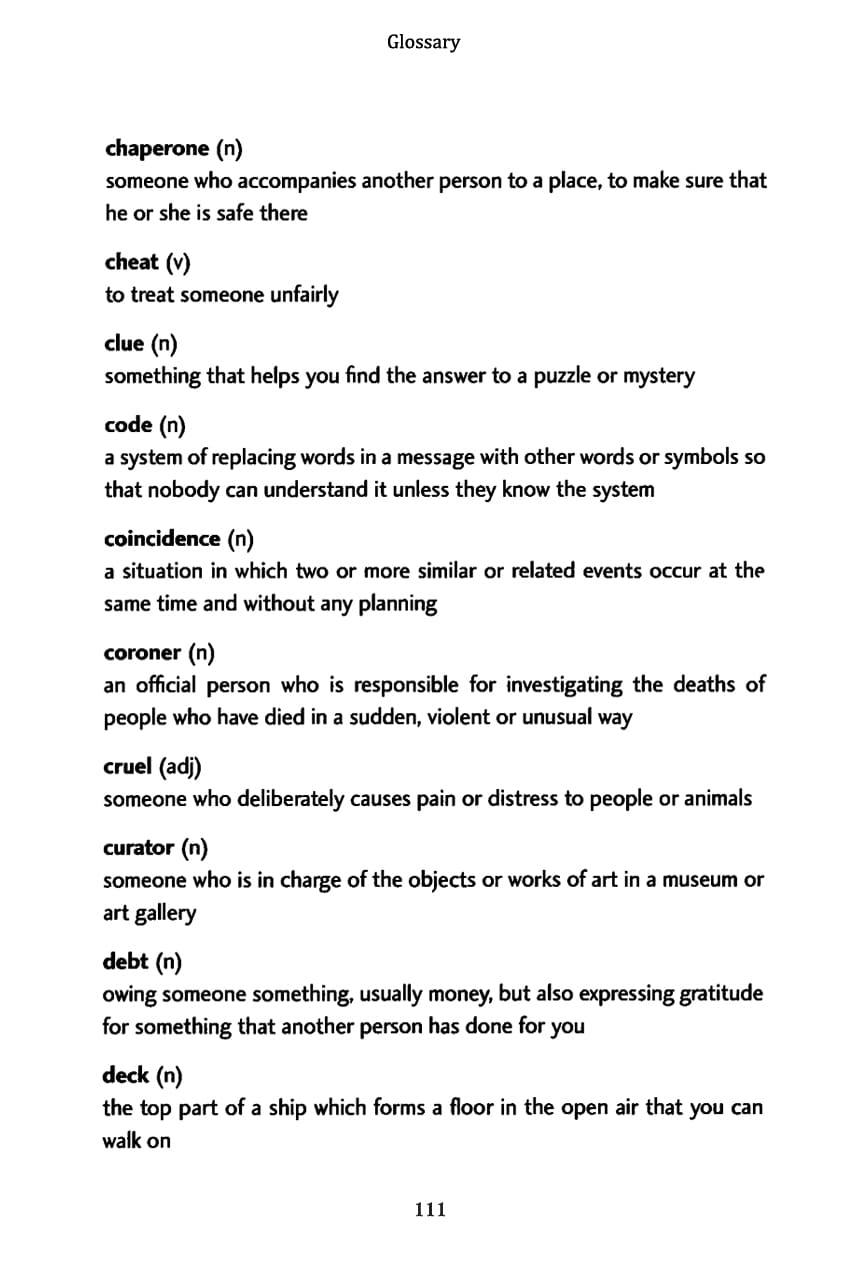 Glossary
chaperone (n)
someone who accompanies another person to a place, to make sure that
he or she is safe there
cheat (v)
to treat someone unfairly
clue (n)
something that helps you find the answer to a puzzle or mystery
code (n)
a system of replacing words in a message with other words or symbols so
that nobody can understand it unless they know the system
coincidence (n)
a situation in which two or more similar or related events occur at the
same time and without any planning
coroner (n)
an official person who is responsible for investigating the deaths of
people who have died in a sudden, violent or unusual way
cruel (adj)
someone who deliberately causes pain or distress to people or animals
curator (n)
someone who is in charge of the objects or works of art in a museum or
art gallery
debt (n)
owing someone something, usually money, but also expressing gratitude
for something that another person has done for you
deck (n)
the top part of a ship which forms a floor in the open air that you can
walk on
111